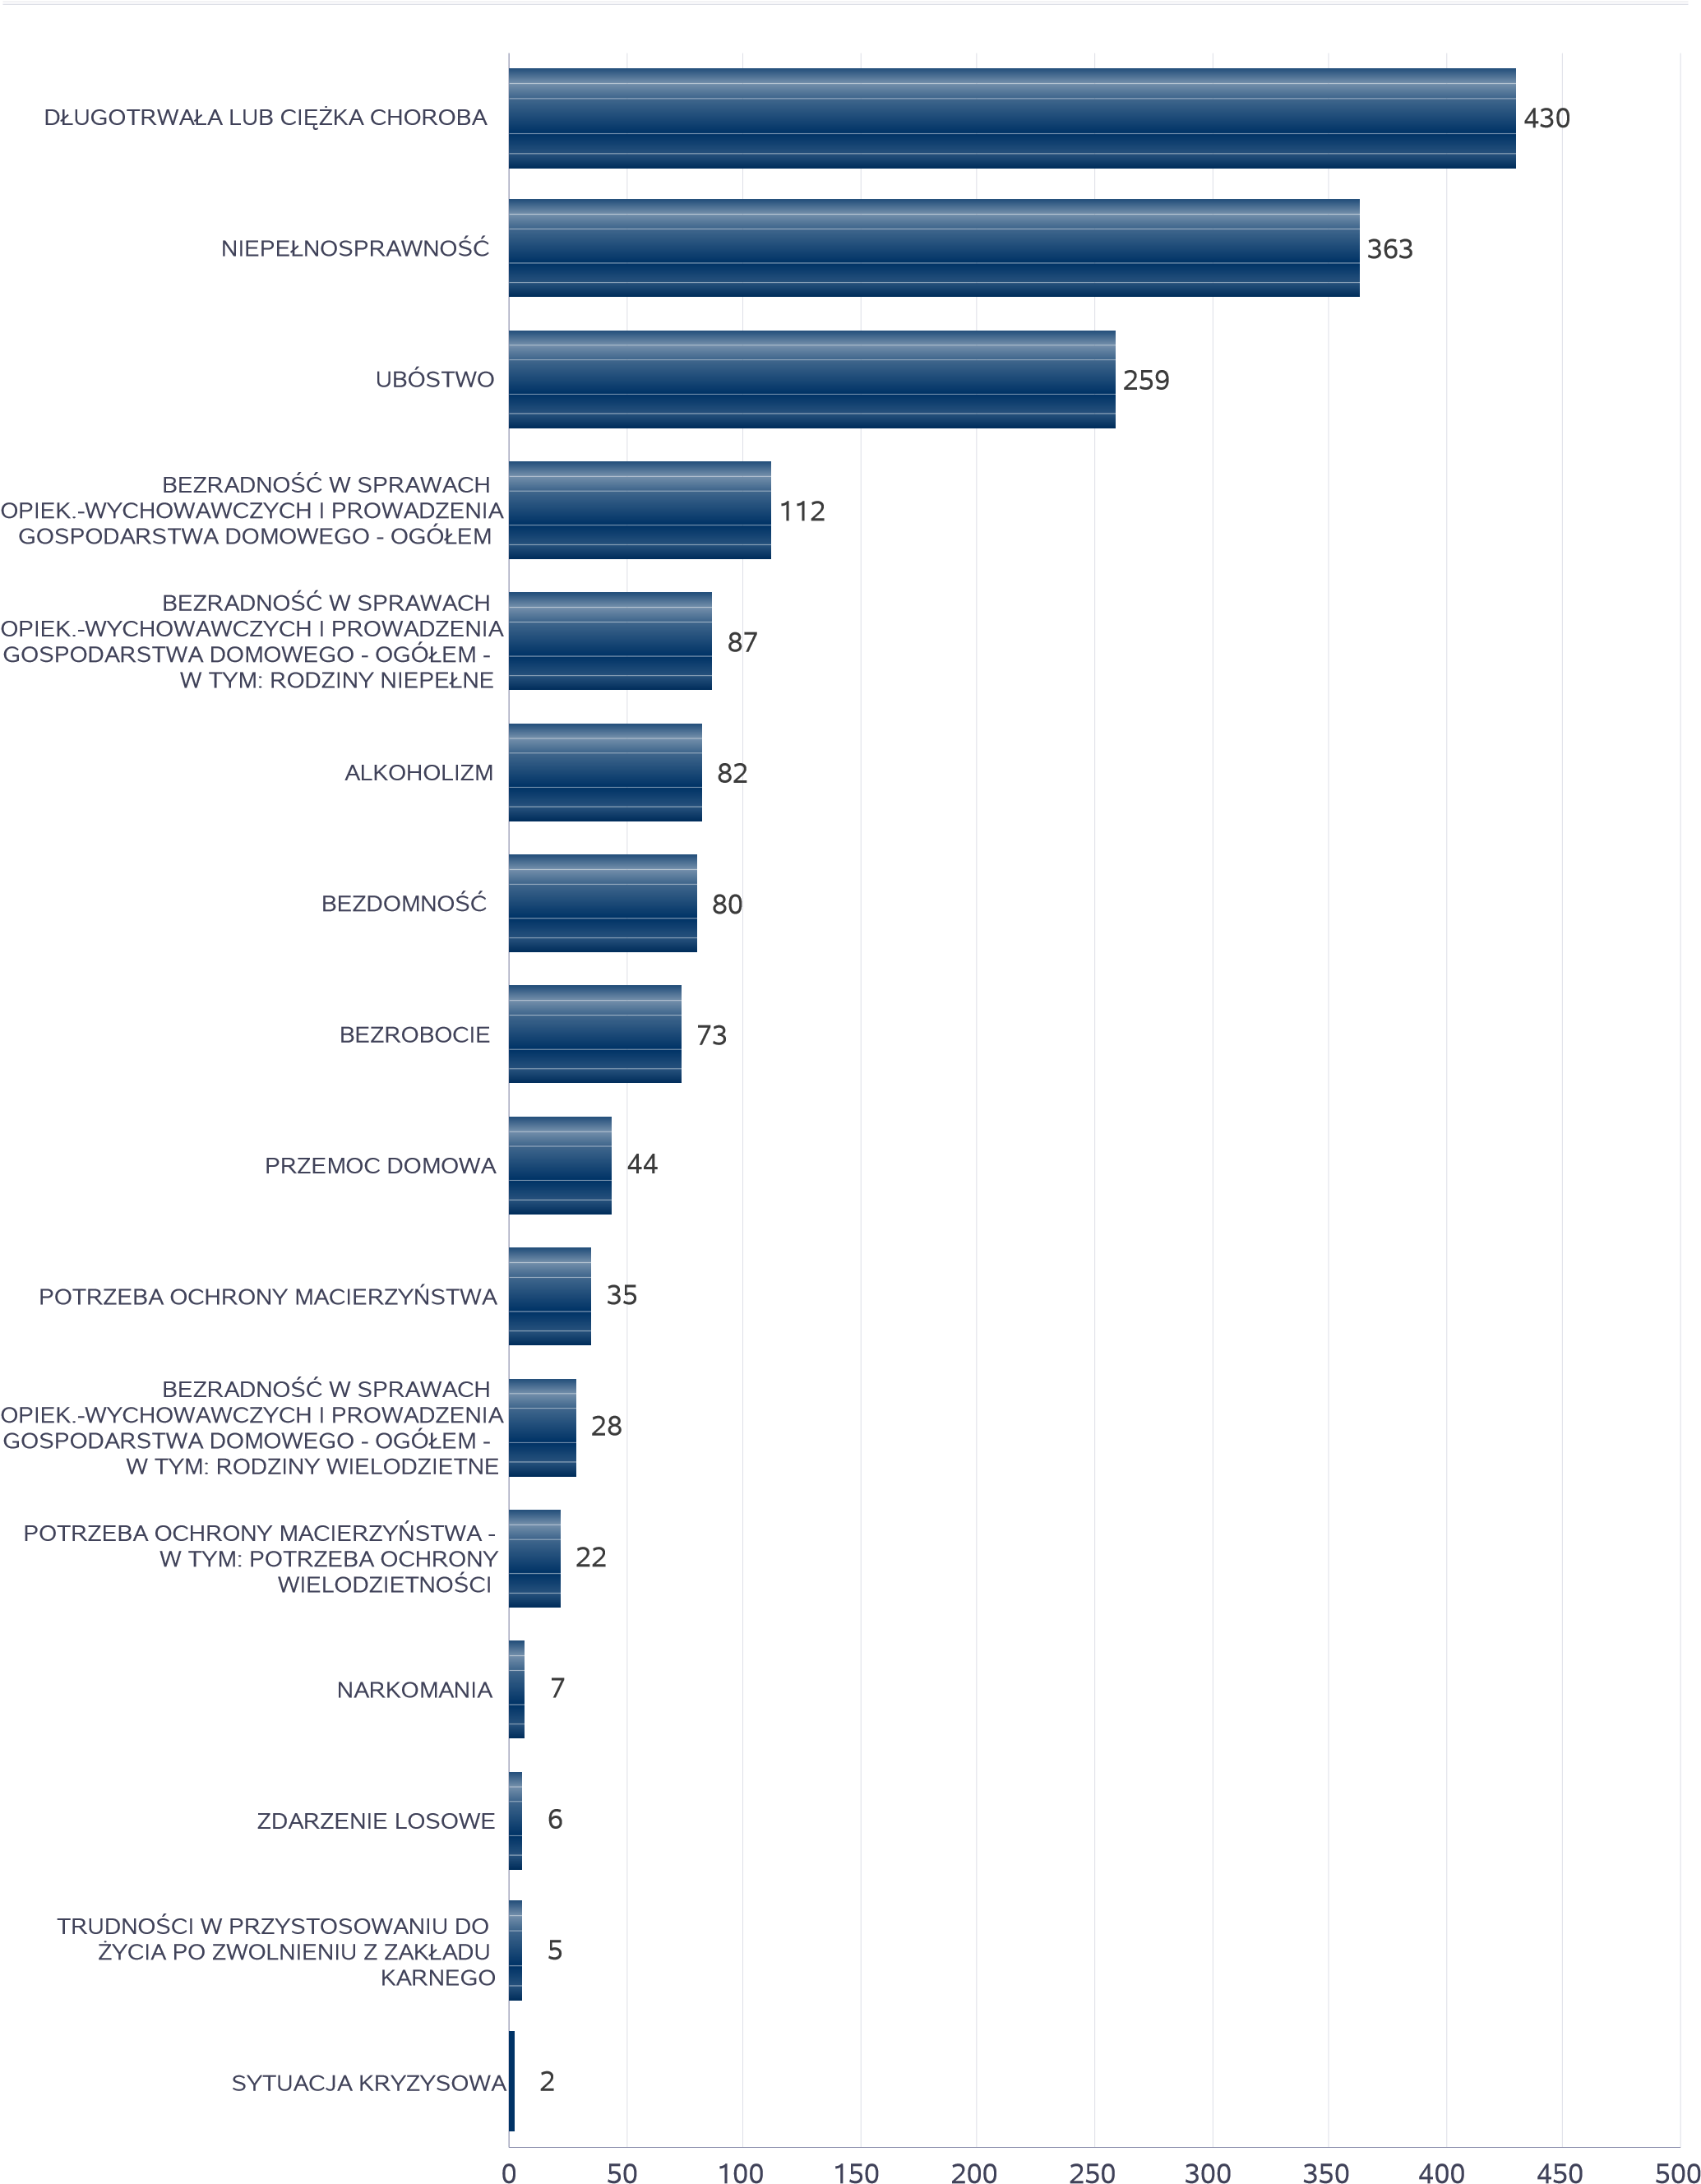 DŁUGOTRWAŁA LUB CIĘŻKA CHOROBA
430
NIEPEŁNOSPRAWNOŚĆ
363
UBÓSTWO
259
BEZRADNOŚĆ W SPRAWACH
OPIEK.-WYCHOWAWCZYCH I PROWADZENIA
GOSPODARSTWA DOMOWEGO - OGÓŁEM
112
BEZRADNOŚĆ W SPRAWACH
OPIEK.-WYCHOWAWCZYCH I PROWADZENIA
GOSPODARSTWA DOMOWEGO - OGÓŁEM -
W TYM: RODZINY NIEPEŁNE
87
ALKOHOLIZM
82
BEZDOMNOŚĆ
80
BEZROBOCIE
73
PRZEMOC DOMOWA
44
POTRZEBA OCHRONY MACIERZYŃSTWA
35
BEZRADNOŚĆ W SPRAWACH
OPIEK.-WYCHOWAWCZYCH I PROWADZENIA
GOSPODARSTWA DOMOWEGO - OGÓŁEM -
W TYM: RODZINY WIELODZIETNE
28
POTRZEBA OCHRONY MACIERZYŃSTWA -
W TYM: POTRZEBA OCHRONY
WIELODZIETNOŚCI
22
NARKOMANIA
7
ZDARZENIE LOSOWE
6
TRUDNOŚCI W PRZYSTOSOWANIU DO
ŻYCIA PO ZWOLNIENIU Z ZAKŁADU
KARNEGO
5
SYTUACJA KRYZYSOWA
2
0 50 100 150 200 250 300 350 400 450 500